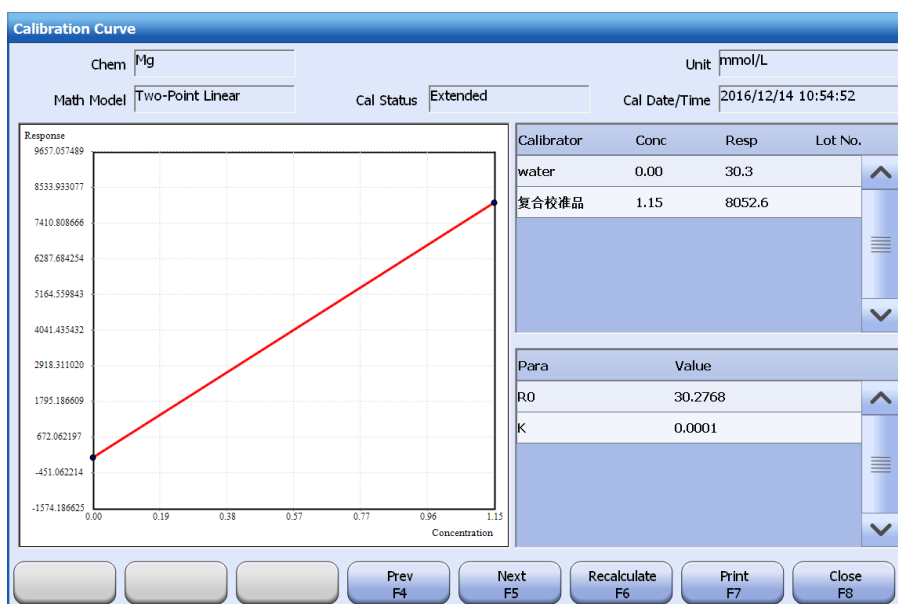 Calibration Curve
Chem Mg Unit mmol/L
Math Model Two-Point Linear Cal Status Extended Cal Date/Time 2016/12/14 10:54:52
Response
9657.057489
8533.933077
7410.808666
6287.684254
5164.559843
4041.435432
2918.311020
1795.186609
672.062197
-451.062214
-1574.186625
0.00 0.19 0.38 0.57 0.77 0.96 1.15
Concentration
Calibrator Conc Resp Lot No.
water 0.00 30.3
复合校准品 1.15 8052.6
Para Value
R0 30.2768
K 0.0001
Prev F4
Next F5
Recalculate F6
Print F7
Close F8